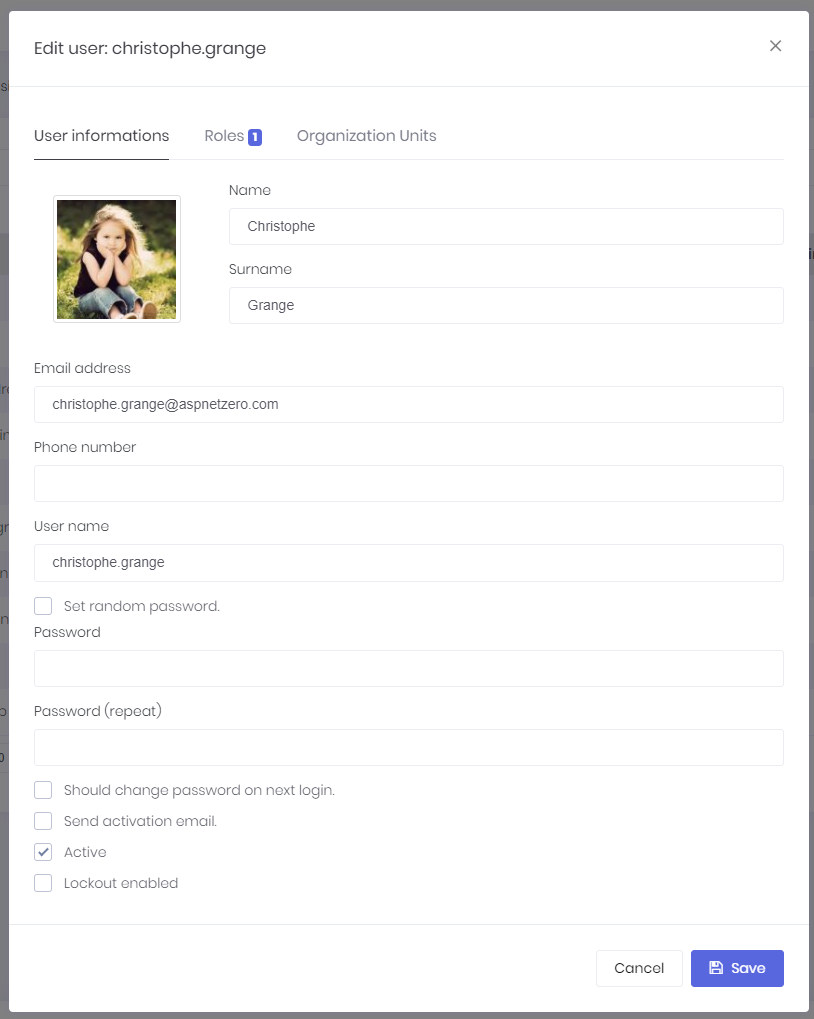 Edit user: christophe.grange
User informations Roles 1 Organization Units
Name
Christophe
Surname
Grange
Email address
christophe.grange@aspnetzero.com
Phone number
User name
christophe.grange
Set random password.
Password
Password (repeat)
Should change password on next login.
Send activation email.
Active
Lockout enabled
Cancel Save